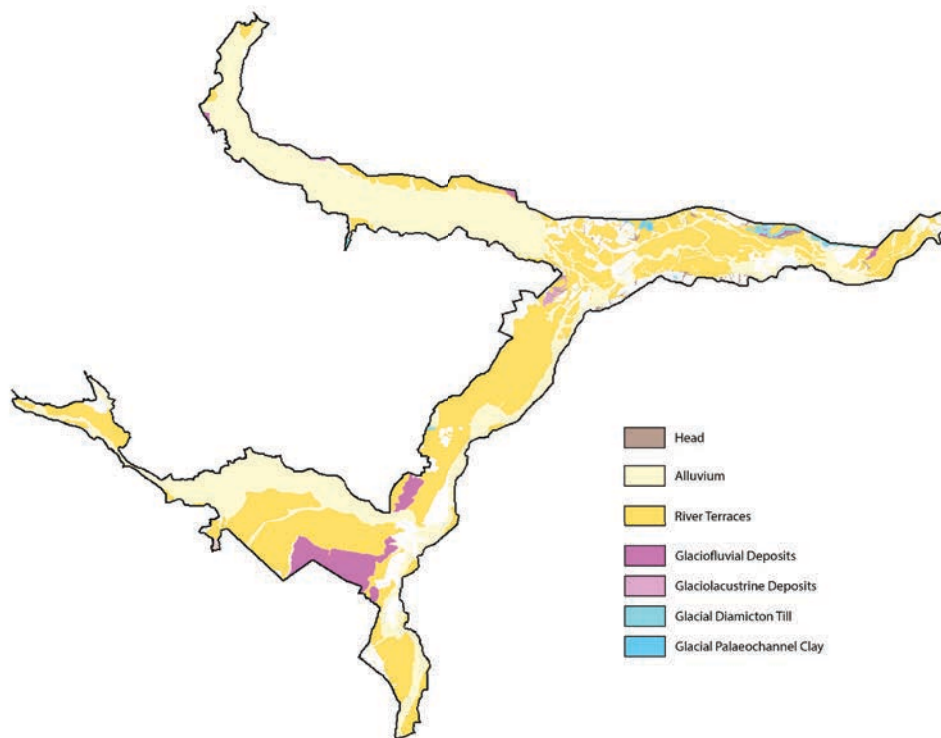 Head
Alluvium
River Terraces
Glaciofluvial Deposits
Glaciolacustrine Deposits
Glacial Diamicton Till
Glacial Palaeochannel Clay